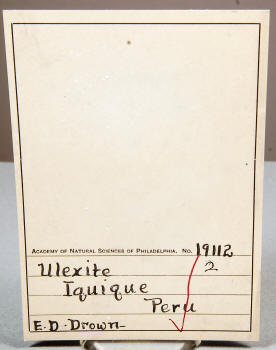 ACADEMY OF NATURAL SCIENCES OF PHILADELPHIA, No. 19112
2
Ulexite
Iquique
Peru
E. D. Drown